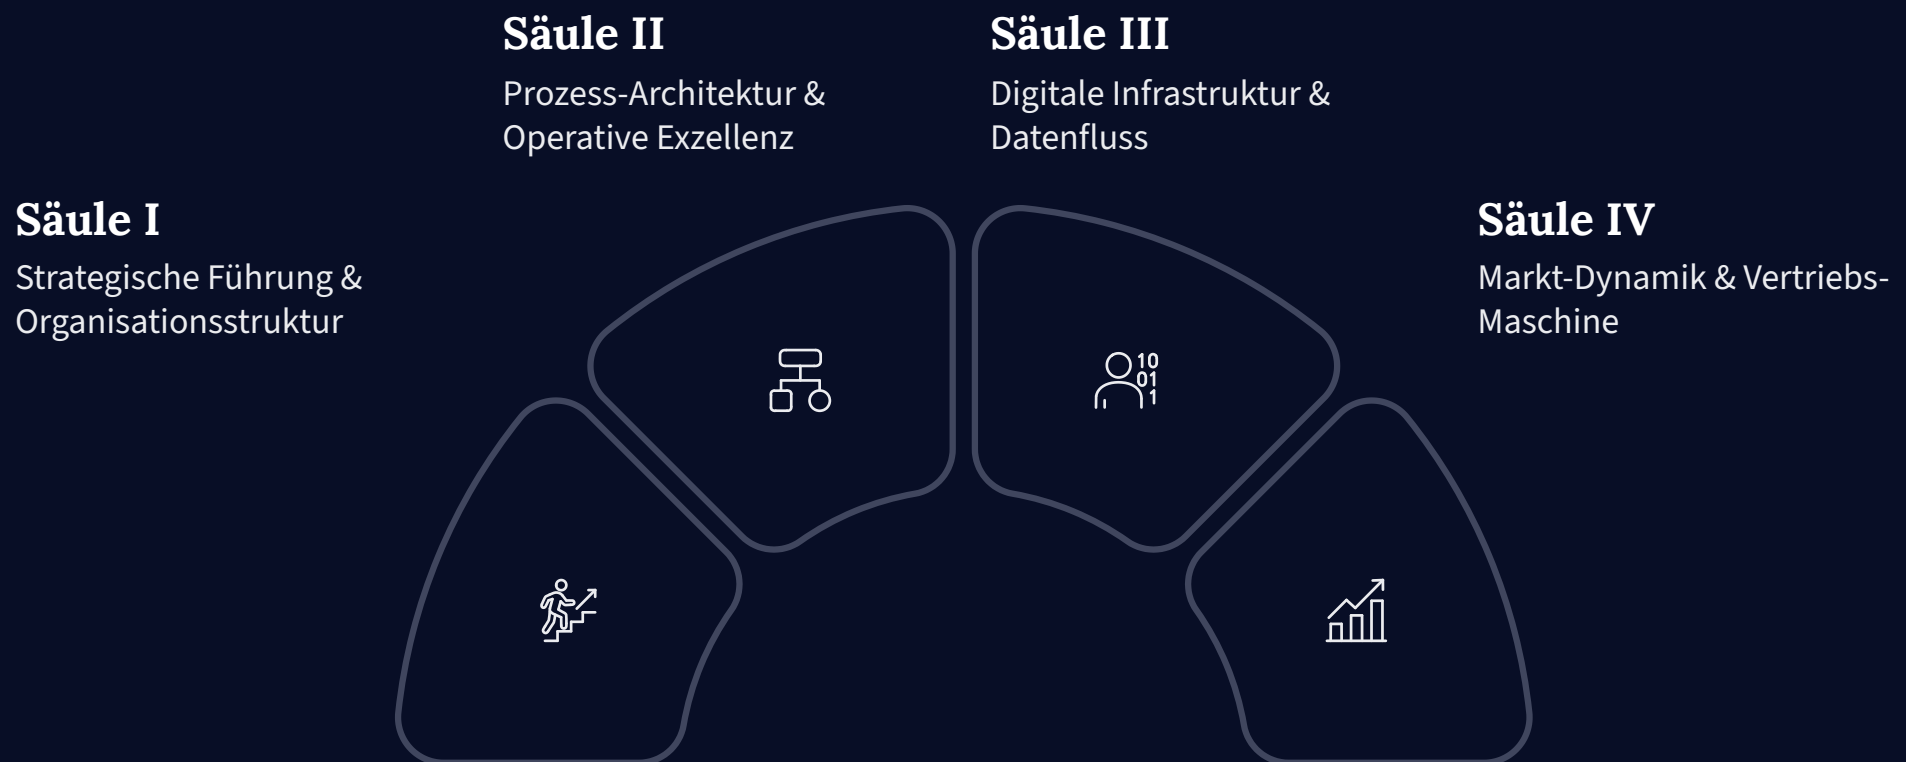 Säule I
Strategische Führung &
Organisationsstruktur
Säule II
Prozess-Architektur &
Operative Exzellenz
Säule III
Digitale Infrastruktur &
Datenfluss
Säule IV
Markt-Dynamik & Vertriebs-
Maschine
10
01
1